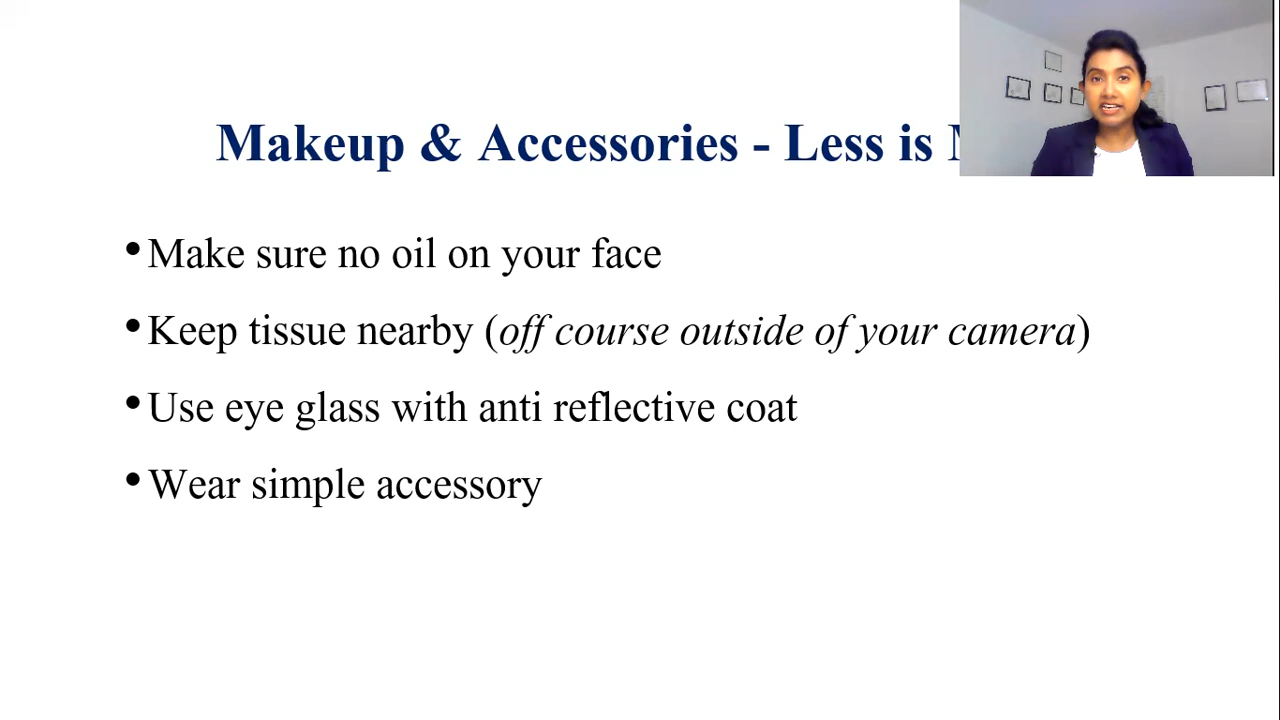 Makeup & Accessories - Less is
• Make sure no oil on your face
• Keep tissue nearby (off course outside of your camera)
• Use eye glass with anti reflective coat
• Wear simple accessory